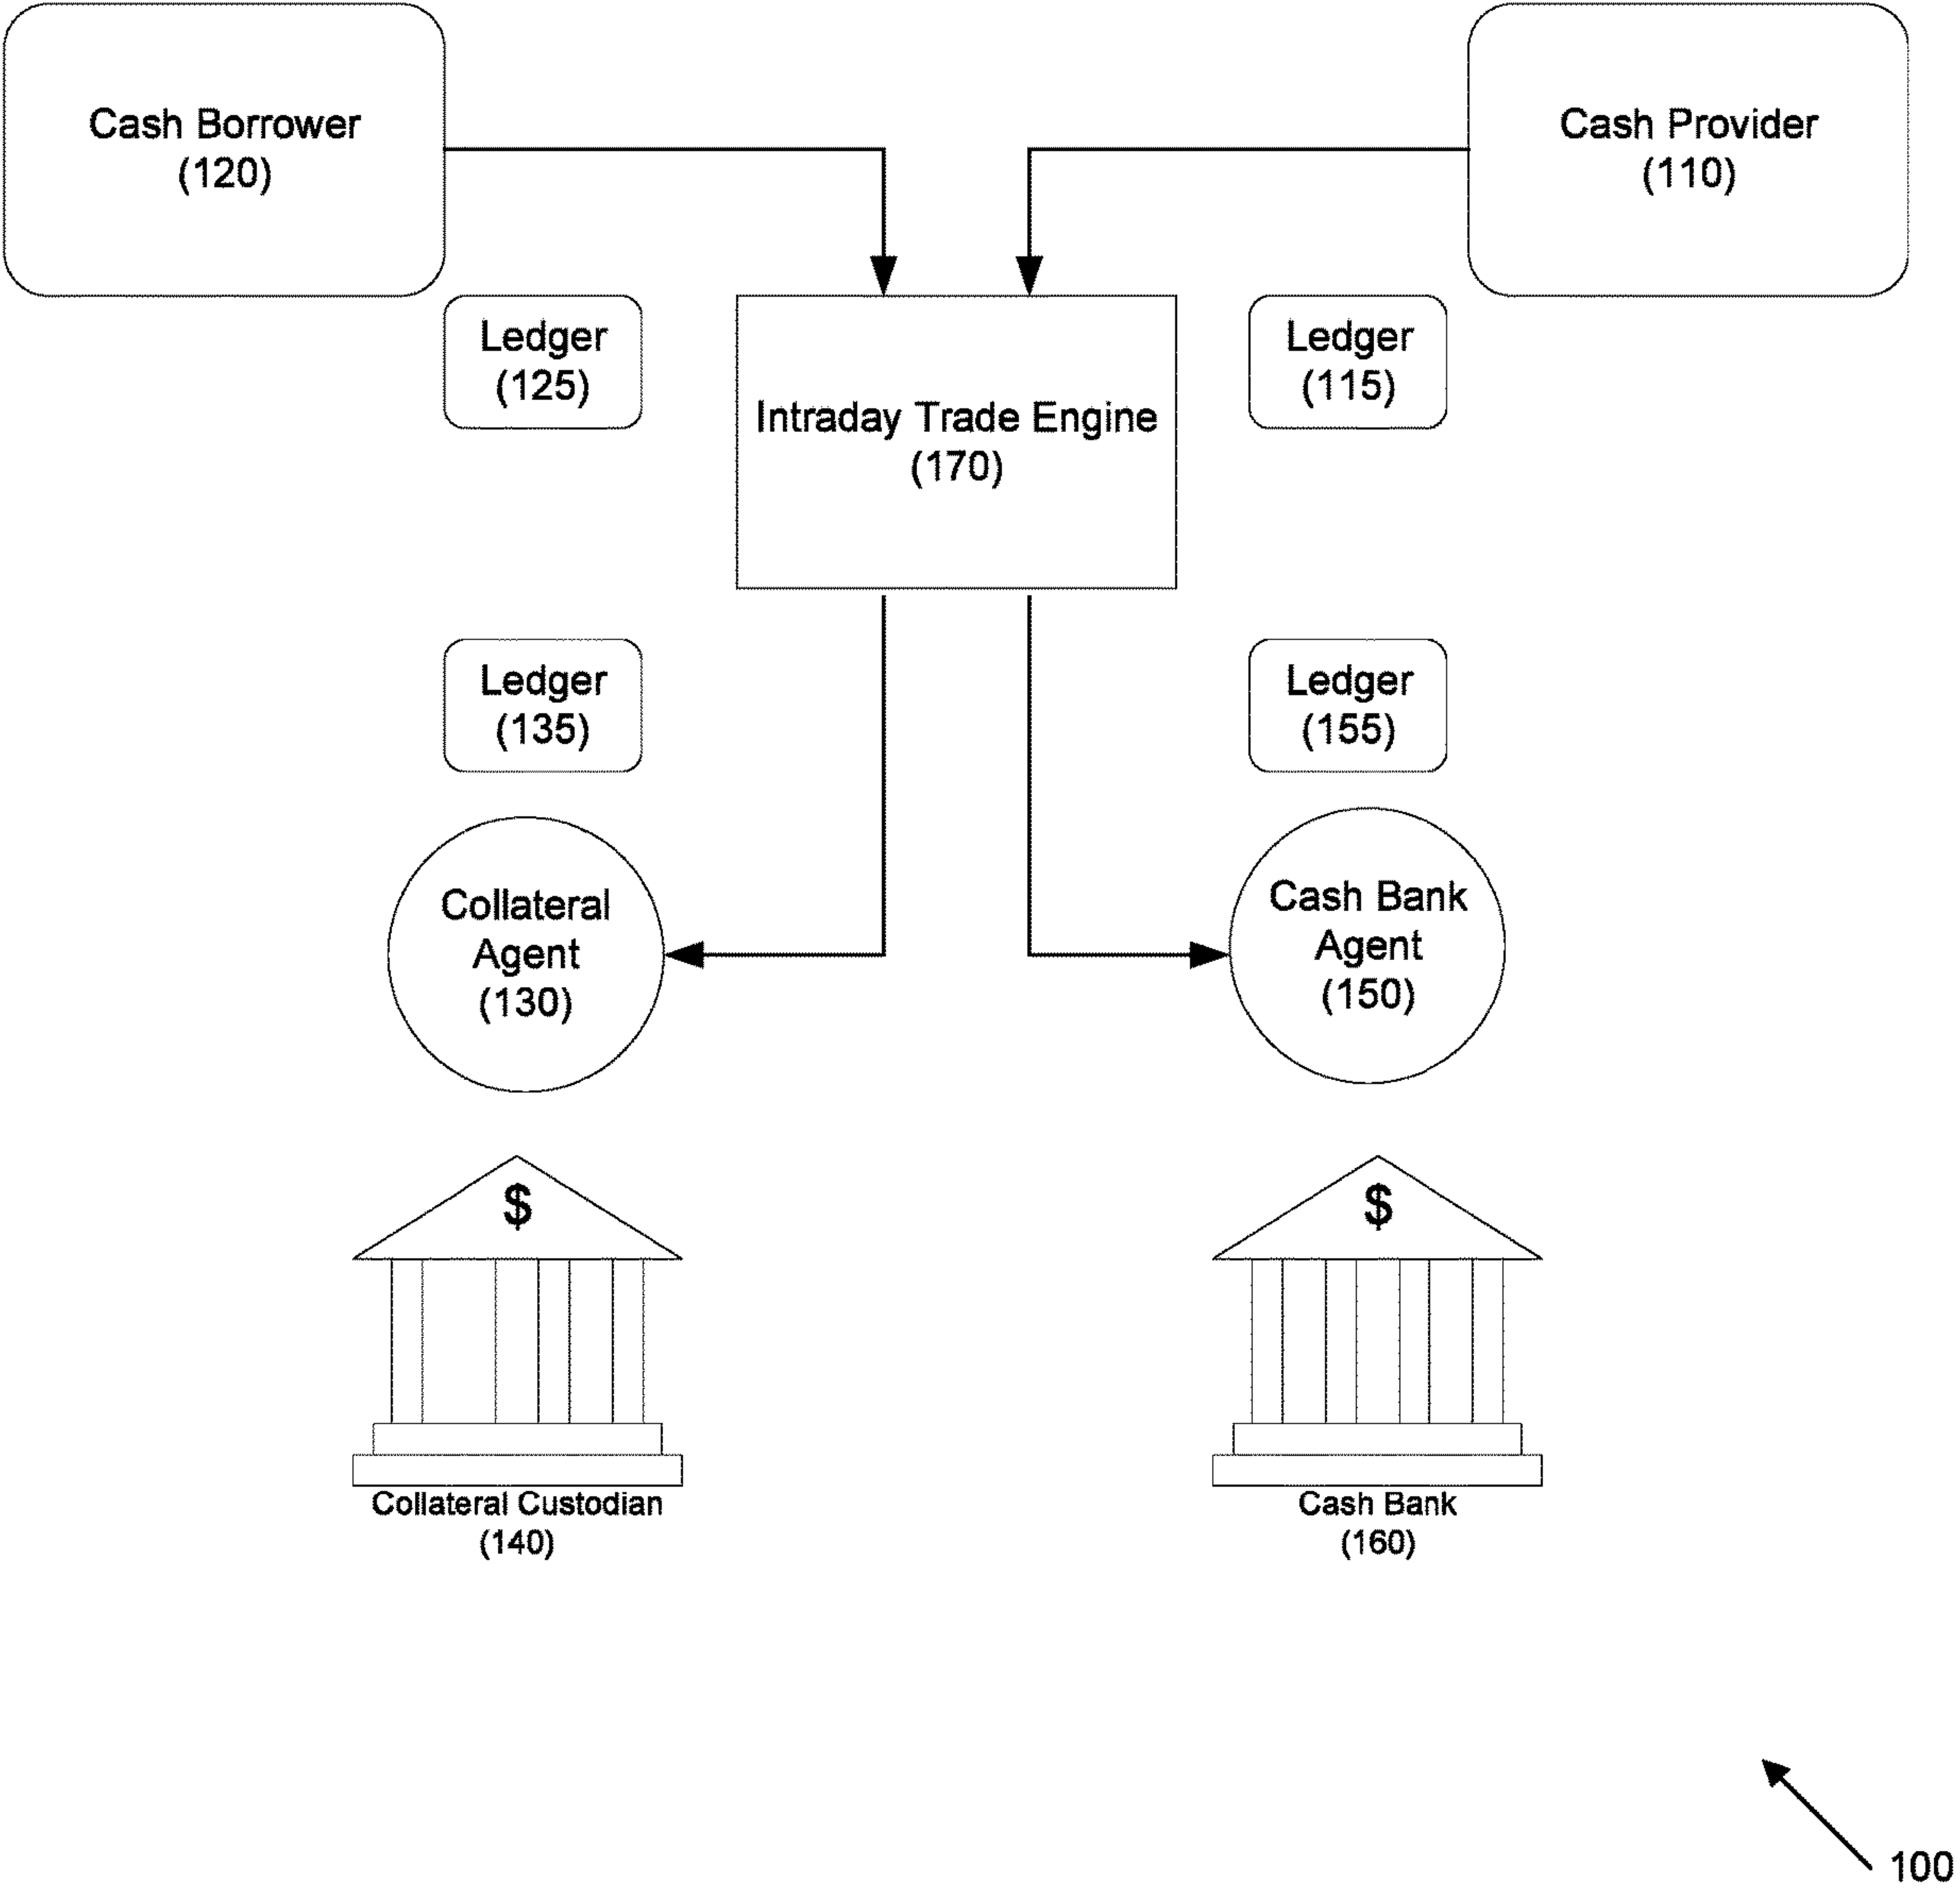 Cash Borrower
(120)
Cash Provider
(110)
Ledger
(125)
Intraday Trade Engine
(170)
Ledger
(115)
Ledger
(135)
Ledger
(155)
Collateral
Agent
(130)
Cash Bank
Agent
(150)
$
$
Collateral Custodian
(140)
Cash Bank
(160)
100